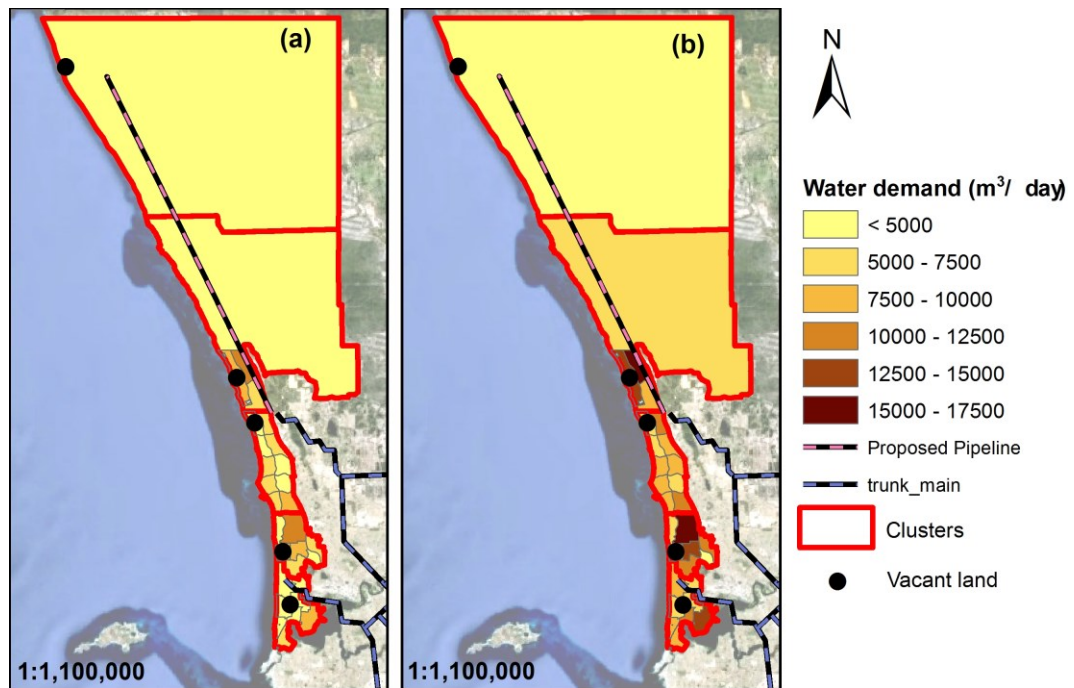 (a)
1:1,100,000
(b)
1:1,100,000
N
Water demand (m³/ day)
< 5000
5000 - 7500
7500 - 10000
10000 - 12500
12500 - 15000
15000 - 17500
Proposed Pipeline
trunk_main
Clusters
Vacant land